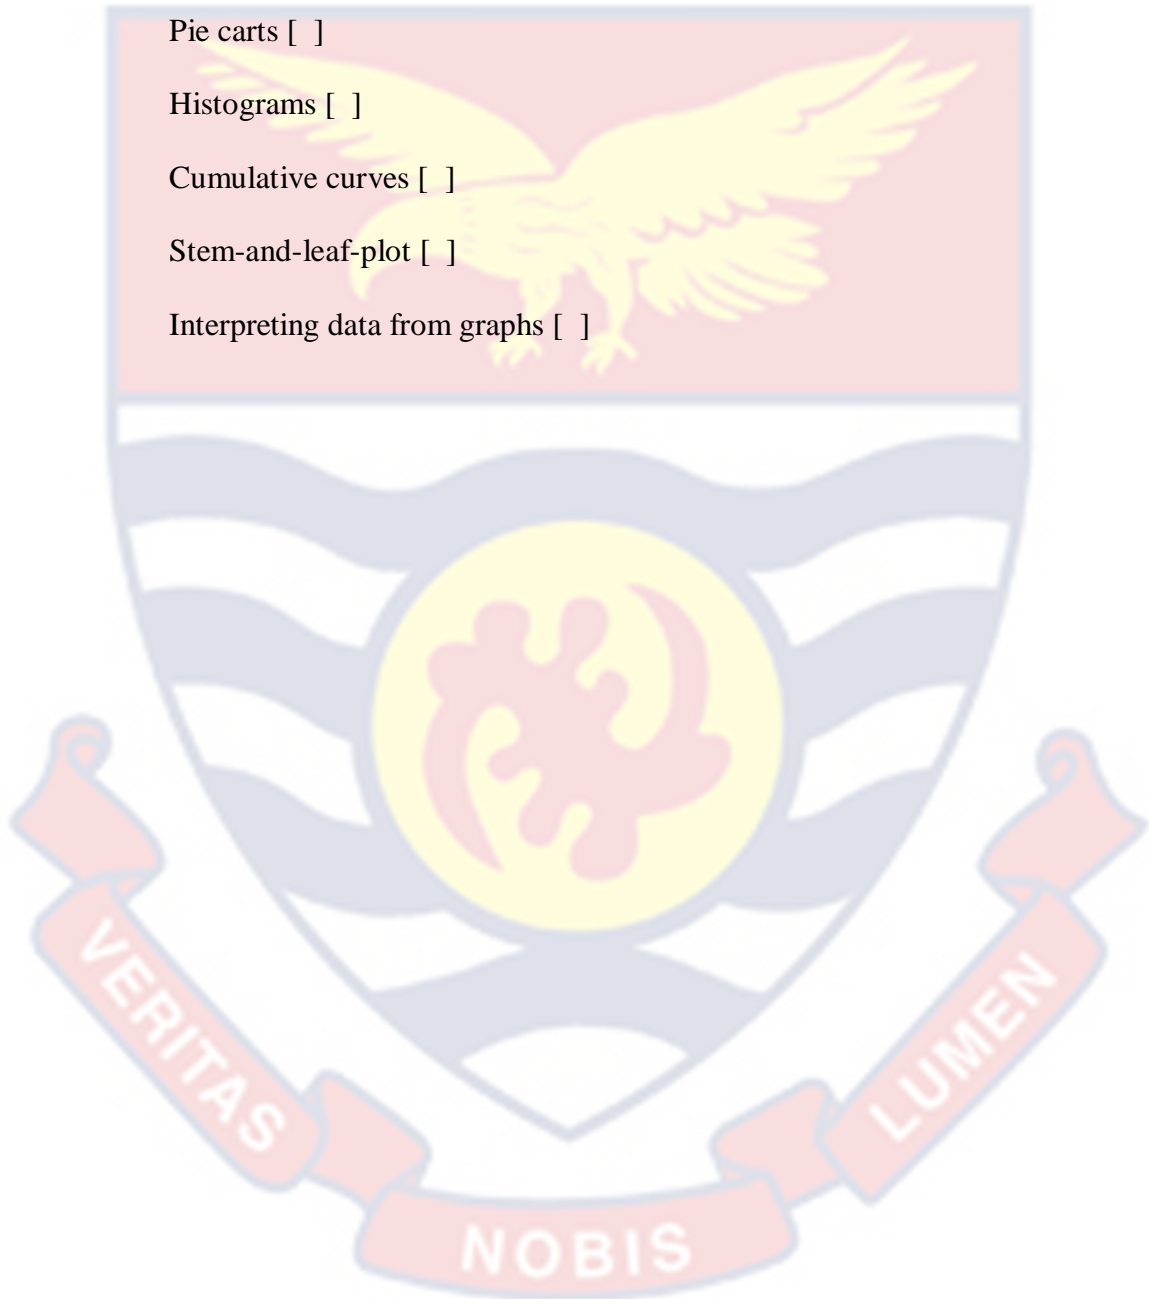 Pie carts [  ]
Histograms [  ]
Cumulative curves [  ]
Stem-and-leaf-plot [  ]
Interpreting data from graphs [  ]
VERITAS
NOBIS
LUMEN